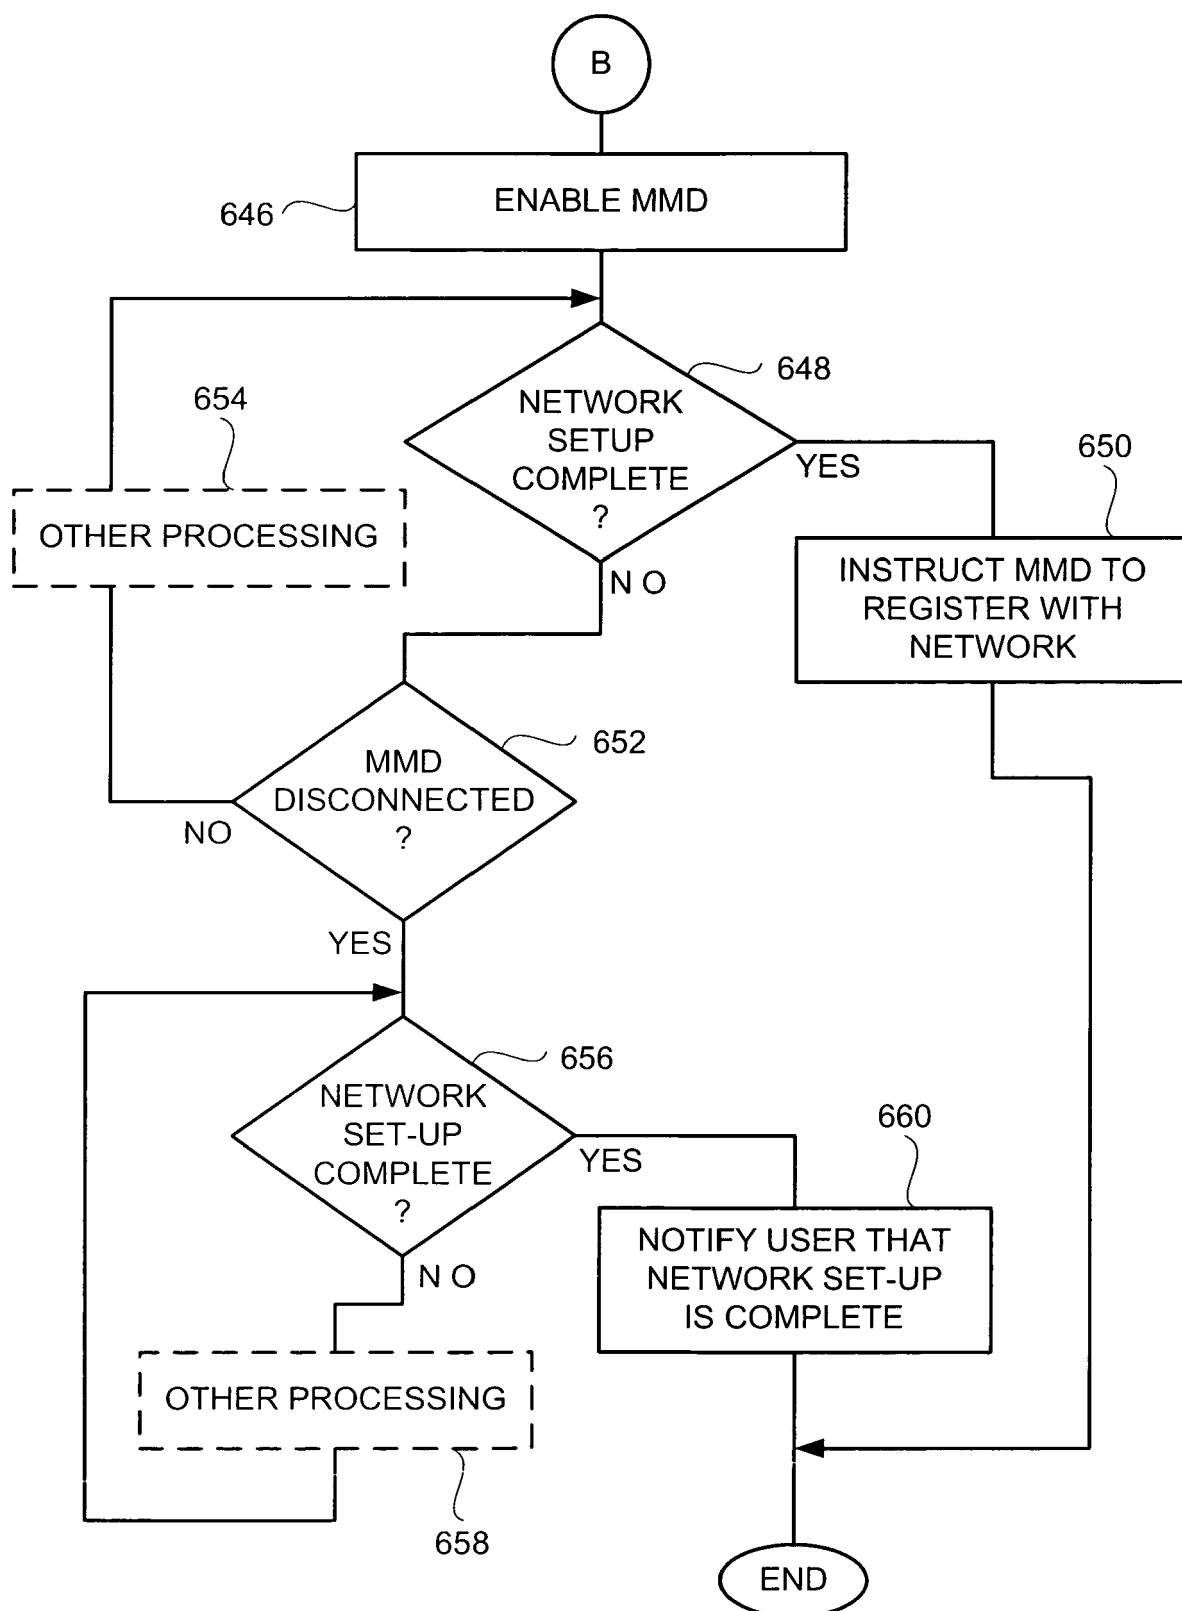 B
ENABLE MMD
646
648
NETWORK
SETUP
COMPLETE
?
YES
NO
654
OTHER PROCESSING
650
INSTRUCT MMD TO
REGISTER WITH
NETWORK
652
MMD
DISCONNECTED
?
NO
YES
656
NETWORK
SET-UP
COMPLETE
?
YES
NO
660
NOTIFY USER THAT
NETWORK SET-UP
IS COMPLETE
OTHER PROCESSING
658
END